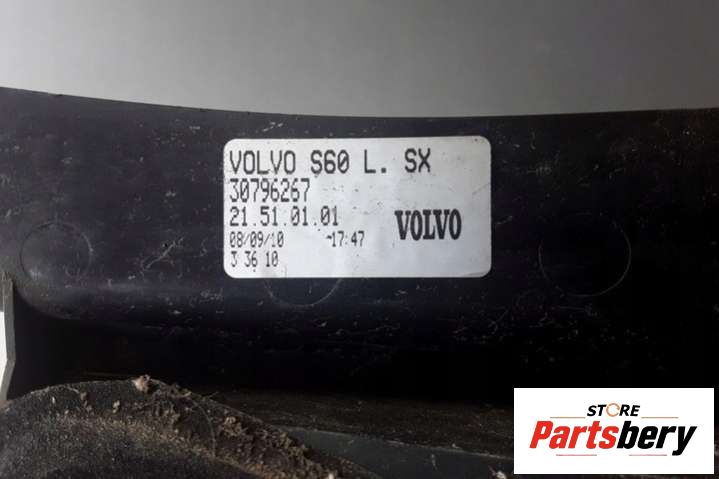 VOLVO S60 L. SX
30796267
21.51.01.01
08/09/10 ~17:47
3 36 10
VOLVO
STORE
Partsbery